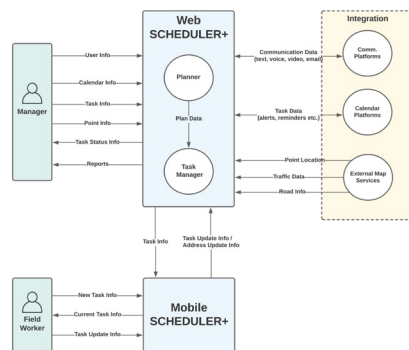 Web
SCHEDULER+
Integration
User Info
Calendar Info
Task Info
Point Info
Task Status Info
Reports
Manager
Planner
Plan Data
Task
Manager
Communication Data
(text, voice, video, email)
Comm.
Platforms
Task Data
(alerts, reminders etc.)
Calendar
Platforms
Point Location
Traffic Data
Road Info
External Map
Services
Task Info
Task Update Info /
Address Update Info
Field
Worker
New Task Info
Current Task Info
Task Update Info
Mobile
SCHEDULER+